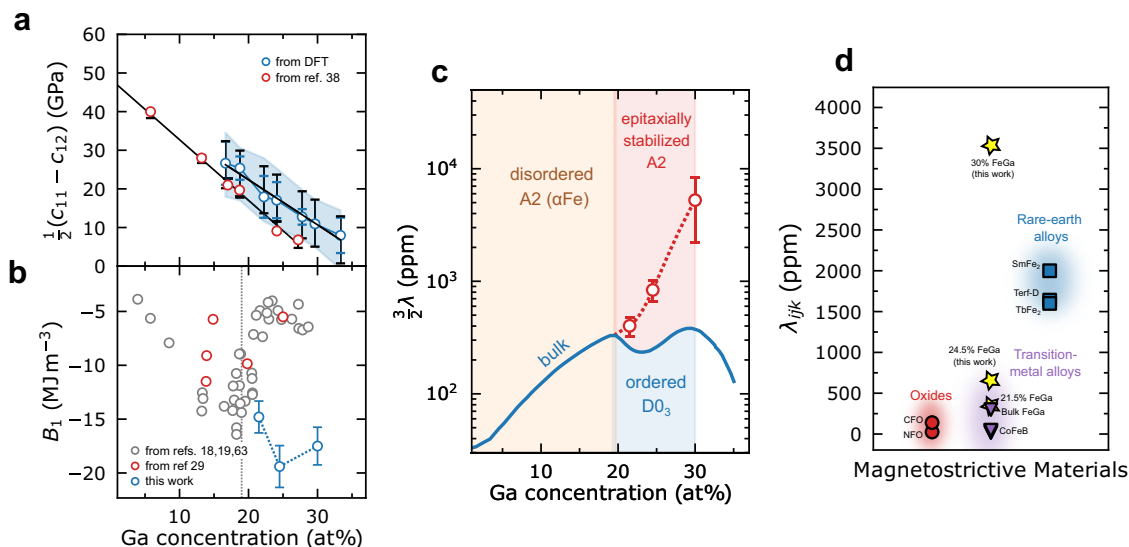 a
60
50
40
30
20
10
0
½(c₁₁ − c₁₂) (GPa)
from DFT
from ref. 38
b
−5
−10
−15
−20
B₁ (MJ m⁻³)
from refs. 18,19,63
from ref 29
this work
10 20 30
Ga concentration (at%)
c
10⁴
10³
10²
3/2 λ (ppm)
disordered
A2 (αFe)
epitaxially
stabilized
A2
bulk
ordered
D0₃
10 20 30
Ga concentration (at%)
d
4000
3500
3000
2500
2000
1500
1000
500
0
λᵢⱼₖ (ppm)
30% FeGa
(this work)
Rare-earth
alloys
SmFe₂
Terf-D
TbFe₂
24.5% FeGa
(this work)
Transition-
metal alloys
Oxides
CFO
NFO
21.5% FeGa
Bulk FeGa
CoFeB
Magnetostrictive Materials